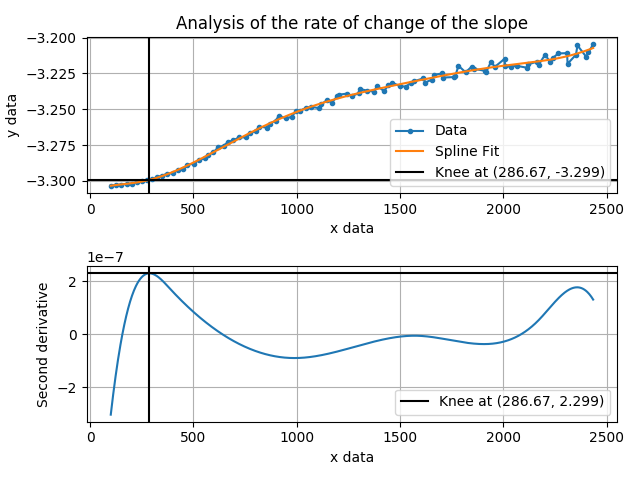 Analysis of the rate of change of the slope
−3.200
−3.225
−3.250
−3.275
−3.300
y data
Data
Spline Fit
Knee at (286.67, -3.299)
0 500 1000 1500 2000 2500
x data
1e−7
2
0
−2
Second derivative
Knee at (286.67, 2.299)
0 500 1000 1500 2000 2500
x data